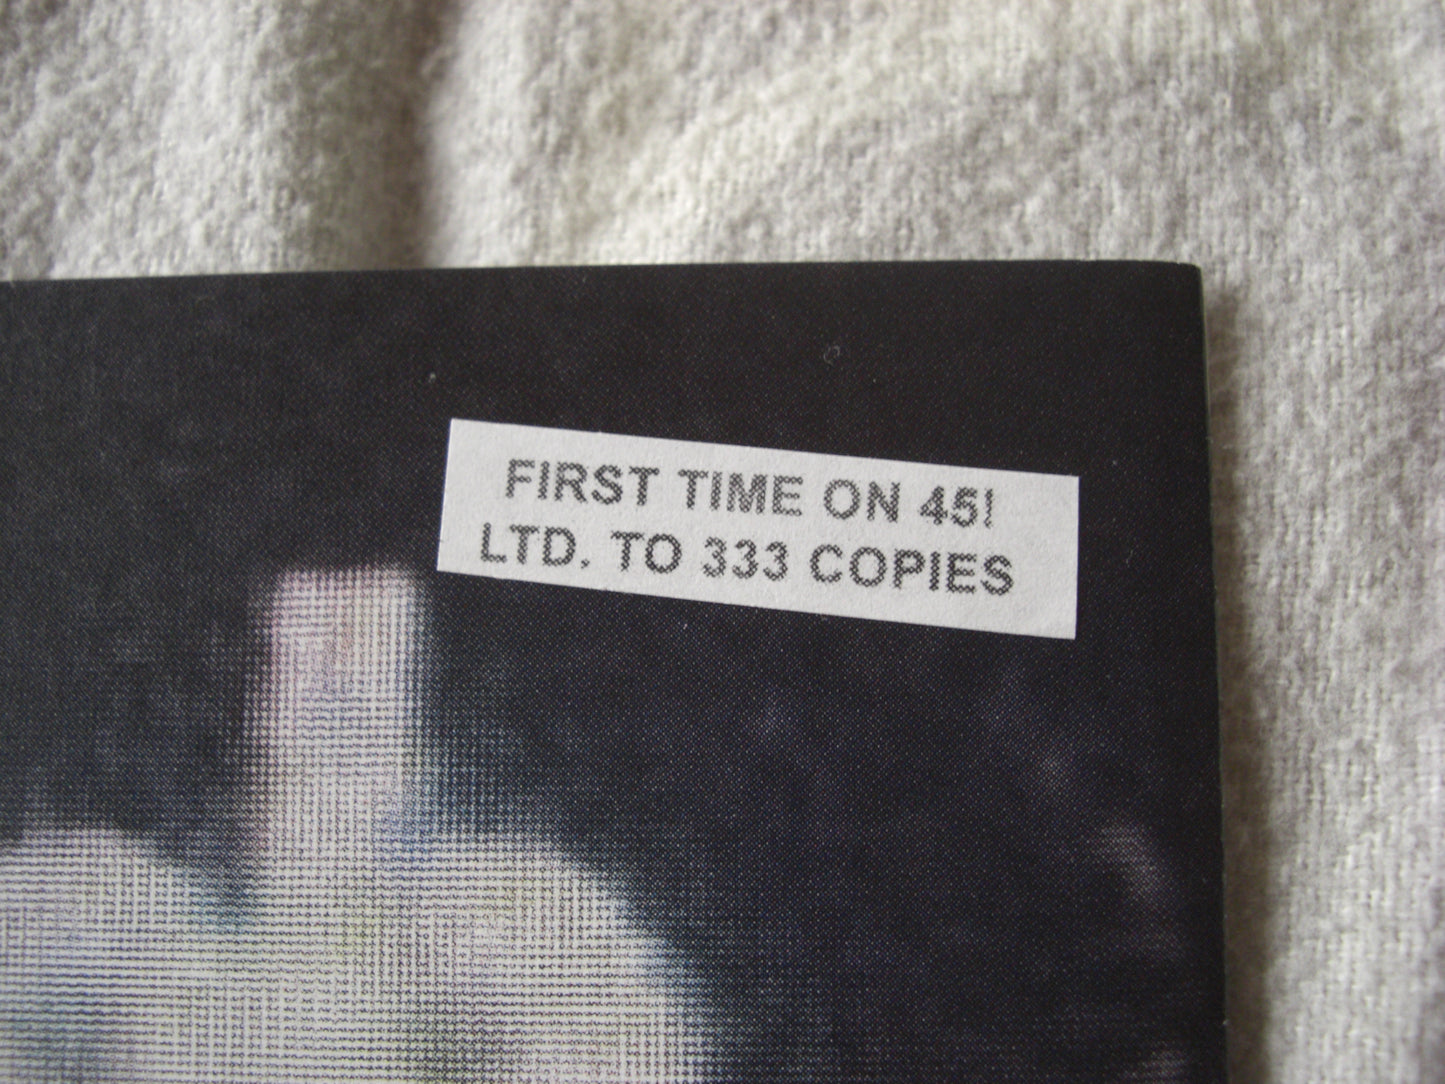 FIRST TIME ON 45!
LTD. TO 333 COPIES